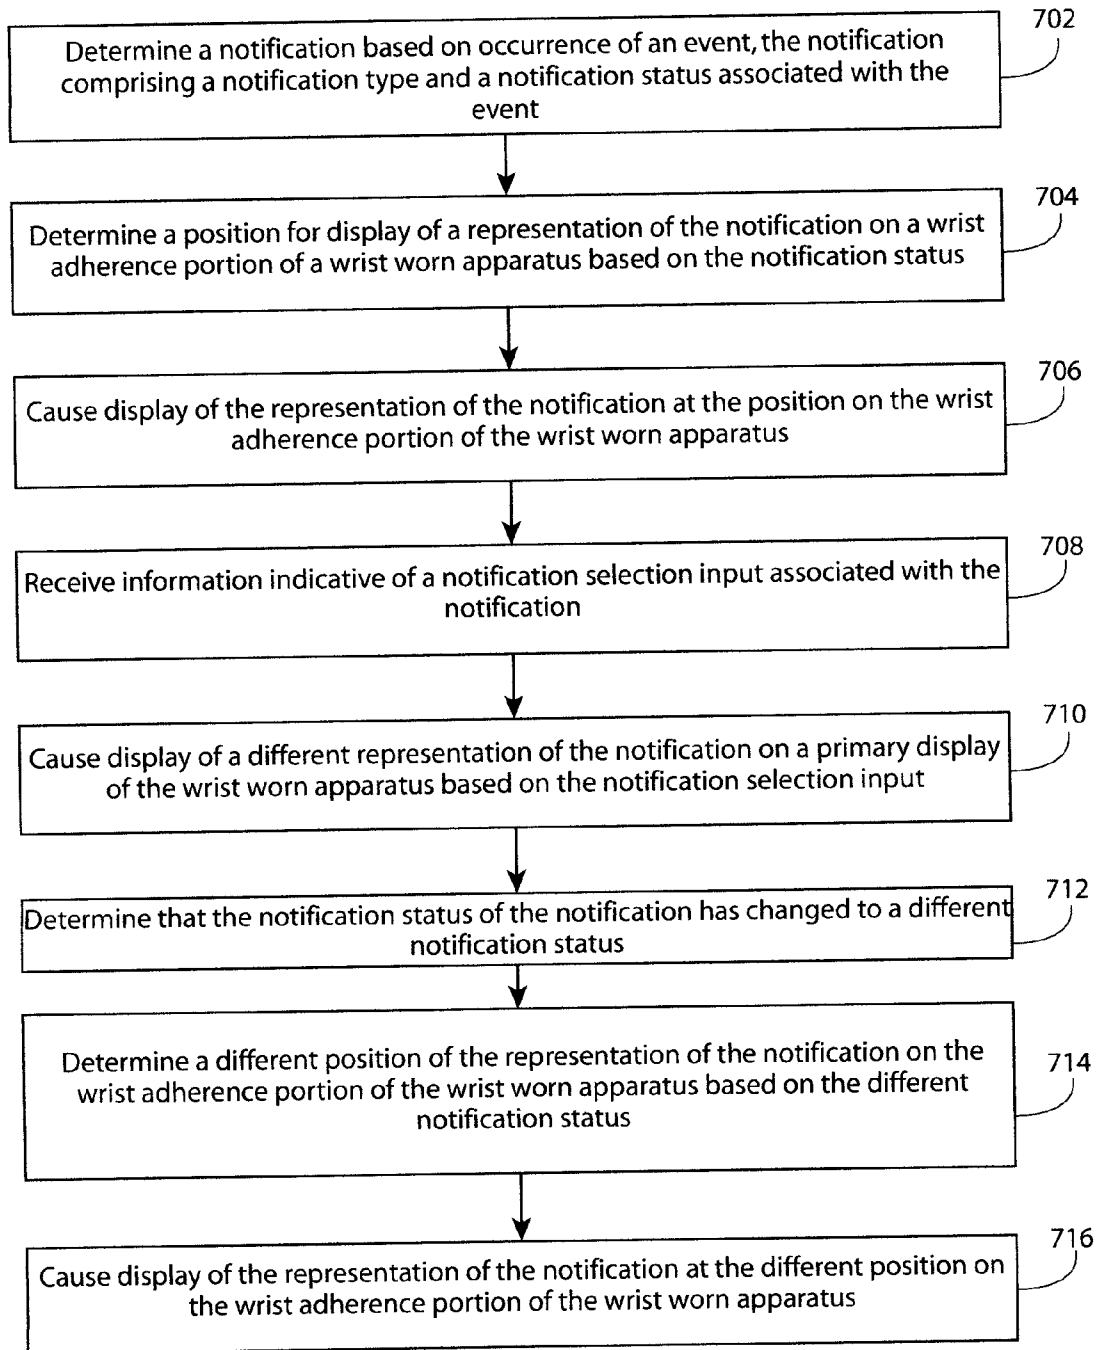 702
Determine a notification based on occurrence of an event, the notification
comprising a notification type and a notification status associated with the
event
704
Determine a position for display of a representation of the notification on a wrist
adherence portion of a wrist worn apparatus based on the notification status
706
Cause display of the representation of the notification at the position on the wrist
adherence portion of the wrist worn apparatus
708
Receive information indicative of a notification selection input associated with the
notification
710
Cause display of a different representation of the notification on a primary display
of the wrist worn apparatus based on the notification selection input
712
Determine that the notification status of the notification has changed to a different
notification status
714
Determine a different position of the representation of the notification on the
wrist adherence portion of the wrist worn apparatus based on the different
notification status
716
Cause display of the representation of the notification at the different position on
the wrist adherence portion of the wrist worn apparatus